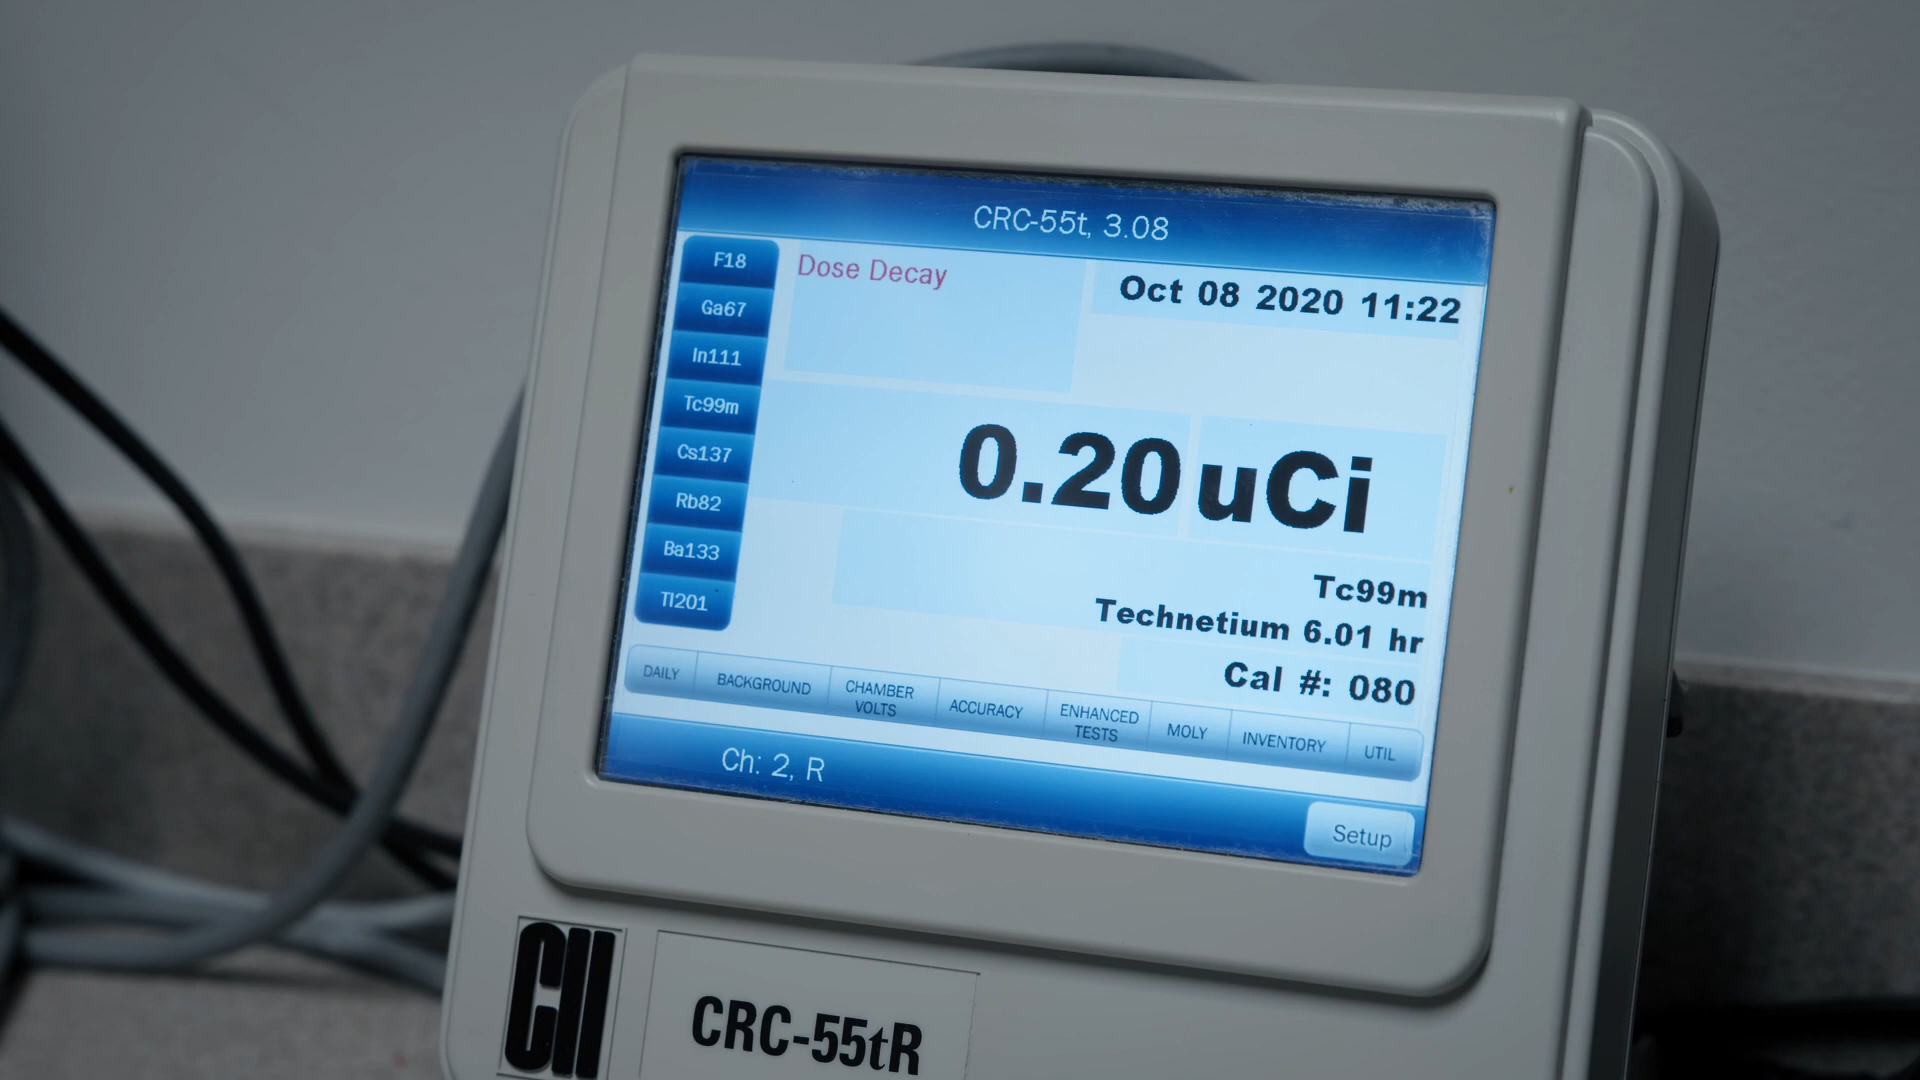 CRC-55t, 3.08
F18
Ga67
In111
Tc99m
Cs137
Rb82
Ba133
Tl201
Dose Decay
Oct 08 2020 11:22
0.20 uCi
Tc99m
Technetium 6.01 hr
Cal #: 080
DAILY
BACKGROUND
CHAMBER
VOLTS
ACCURACY
ENHANCED
TESTS
MOLY
INVENTORY
UTIL
Ch: 2, R
Setup
CII
CRC-55tR